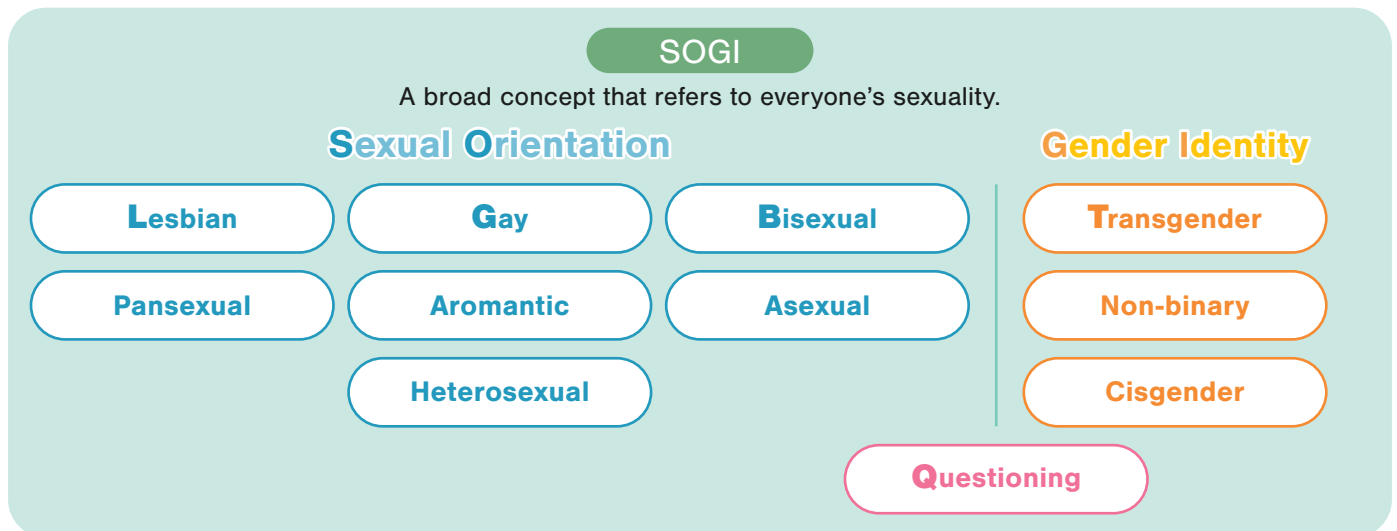 SOGI
A broad concept that refers to everyone's sexuality.
Sexual Orientation
Lesbian
Gay
Bisexual
Pansexual
Aromantic
Asexual
Heterosexual
Gender Identity
Transgender
Non-binary
Cisgender
Questioning